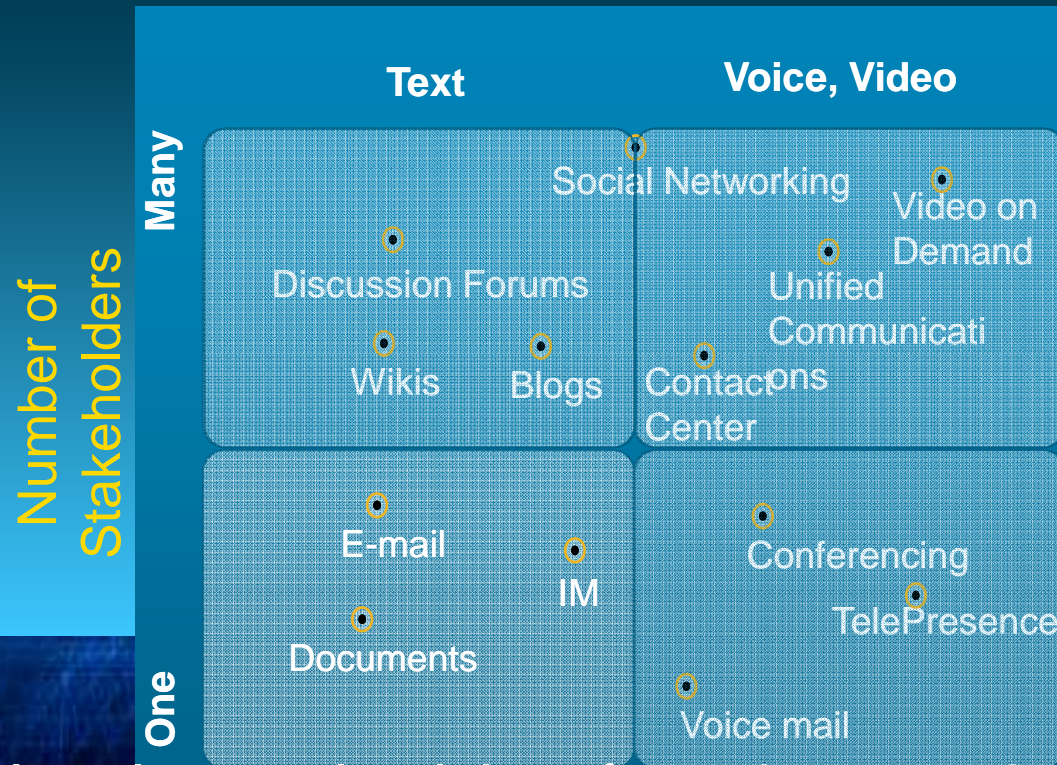 Text
Voice, Video
Number of
Stakeholders
Many
One
Social Networking
Video on
Demand
Discussion Forums
Unified
Communicati
ons
Wikis
Blogs
Contact
Center
E-mail
IM
Documents
Conferencing
TelePresence
Voice mail